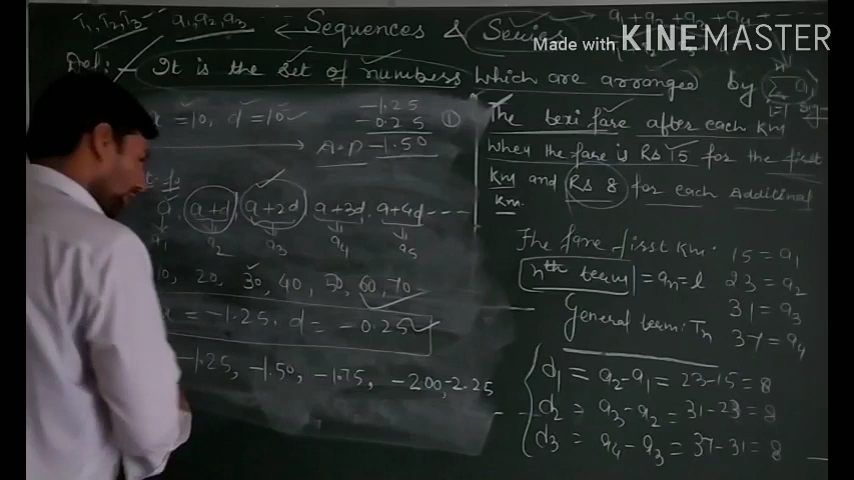 T1, T2, T3 a1, a2, a3 ← Sequences & Series → a1 + a2 + a3 + a4 + ----
Made with KINEMASTER
Def: - It is the set of numbers which are arranged by
= 10, d = 10
-1.25
-0.25
A.P -1.50
①
The texi fare after each km
when the fare is Rs 15 for the first
km and Rs 8 for each additional
km.
a, a+d, a+2d, a+3d, a+4d ----
a1 a2 a3 a4 a5
10, 20, 30, 40, 50, 60, 70
= -1.25, d = -0.25
-1.25, -1.50, -1.75, -2.00, -2.25
The fare first km. 15 = a1
nth term = an = l 23 = a2
31 = a3
General term: Tn 37 = a4
d1 = a2 - a1 = 23 - 15 = 8
d2 = a3 - a2 = 31 - 23 = 8
d3 = a4 - a3 = 37 - 31 = 8